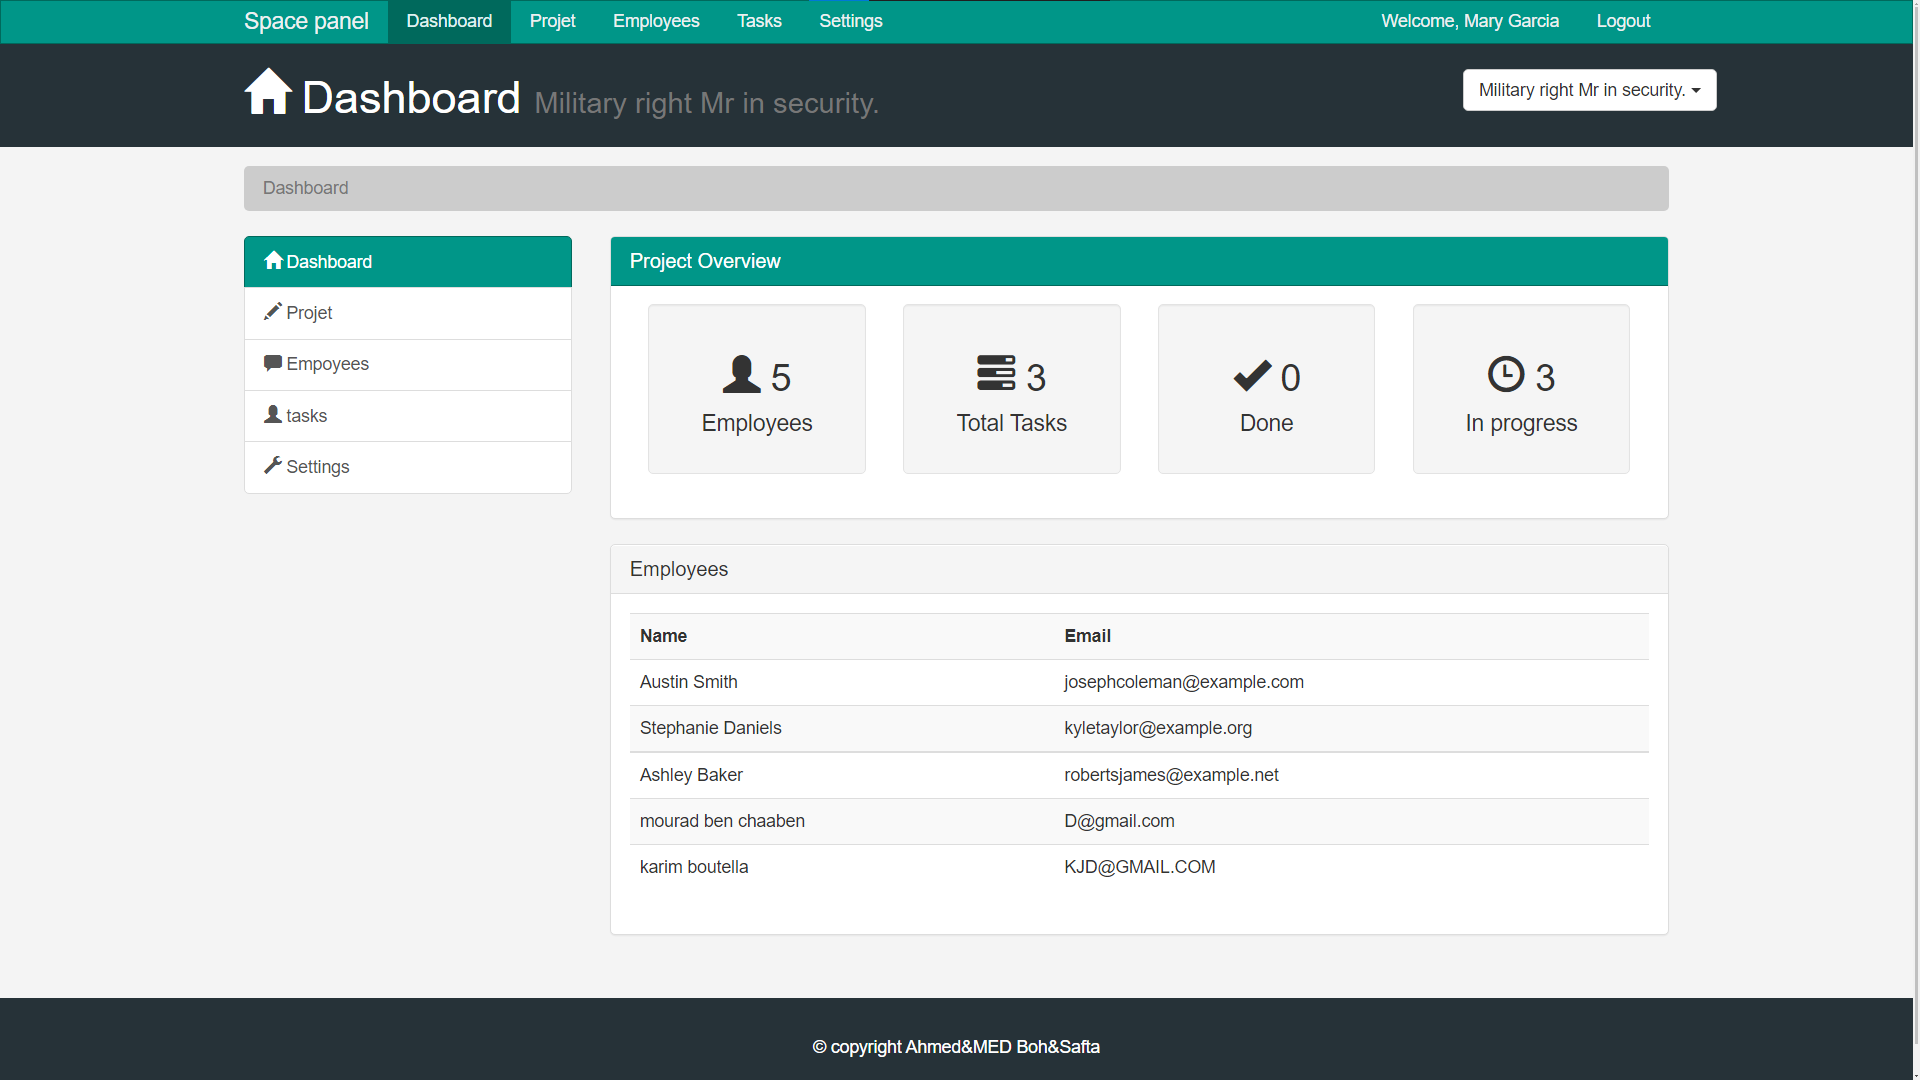 Space panel Dashboard Projet Employees Tasks Settings Welcome, Mary Garcia Logout
Dashboard Military right Mr in security.
Military right Mr in security.
Dashboard
Dashboard
Projet
Empoyees
tasks
Settings
Project Overview
5
Employees
3
Total Tasks
0
Done
3
In progress
Employees
Name Email
Austin Smith josephcoleman@example.com
Stephanie Daniels kyletaylor@example.org
Ashley Baker robertsjames@example.net
mourad ben chaaben D@gmail.com
karim boutella KJD@GMAIL.COM
© copyright Ahmed&MED Boh&Safta